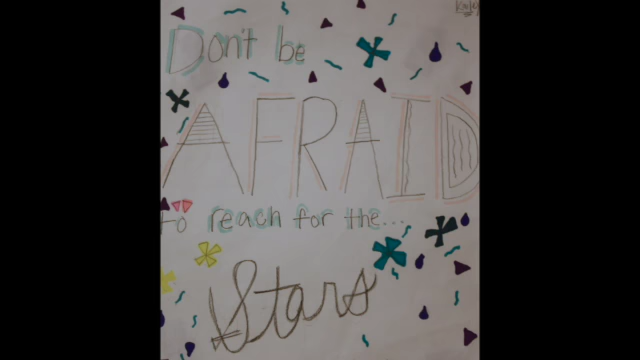 Don't be
AFRAID
to reach for the...
Stars